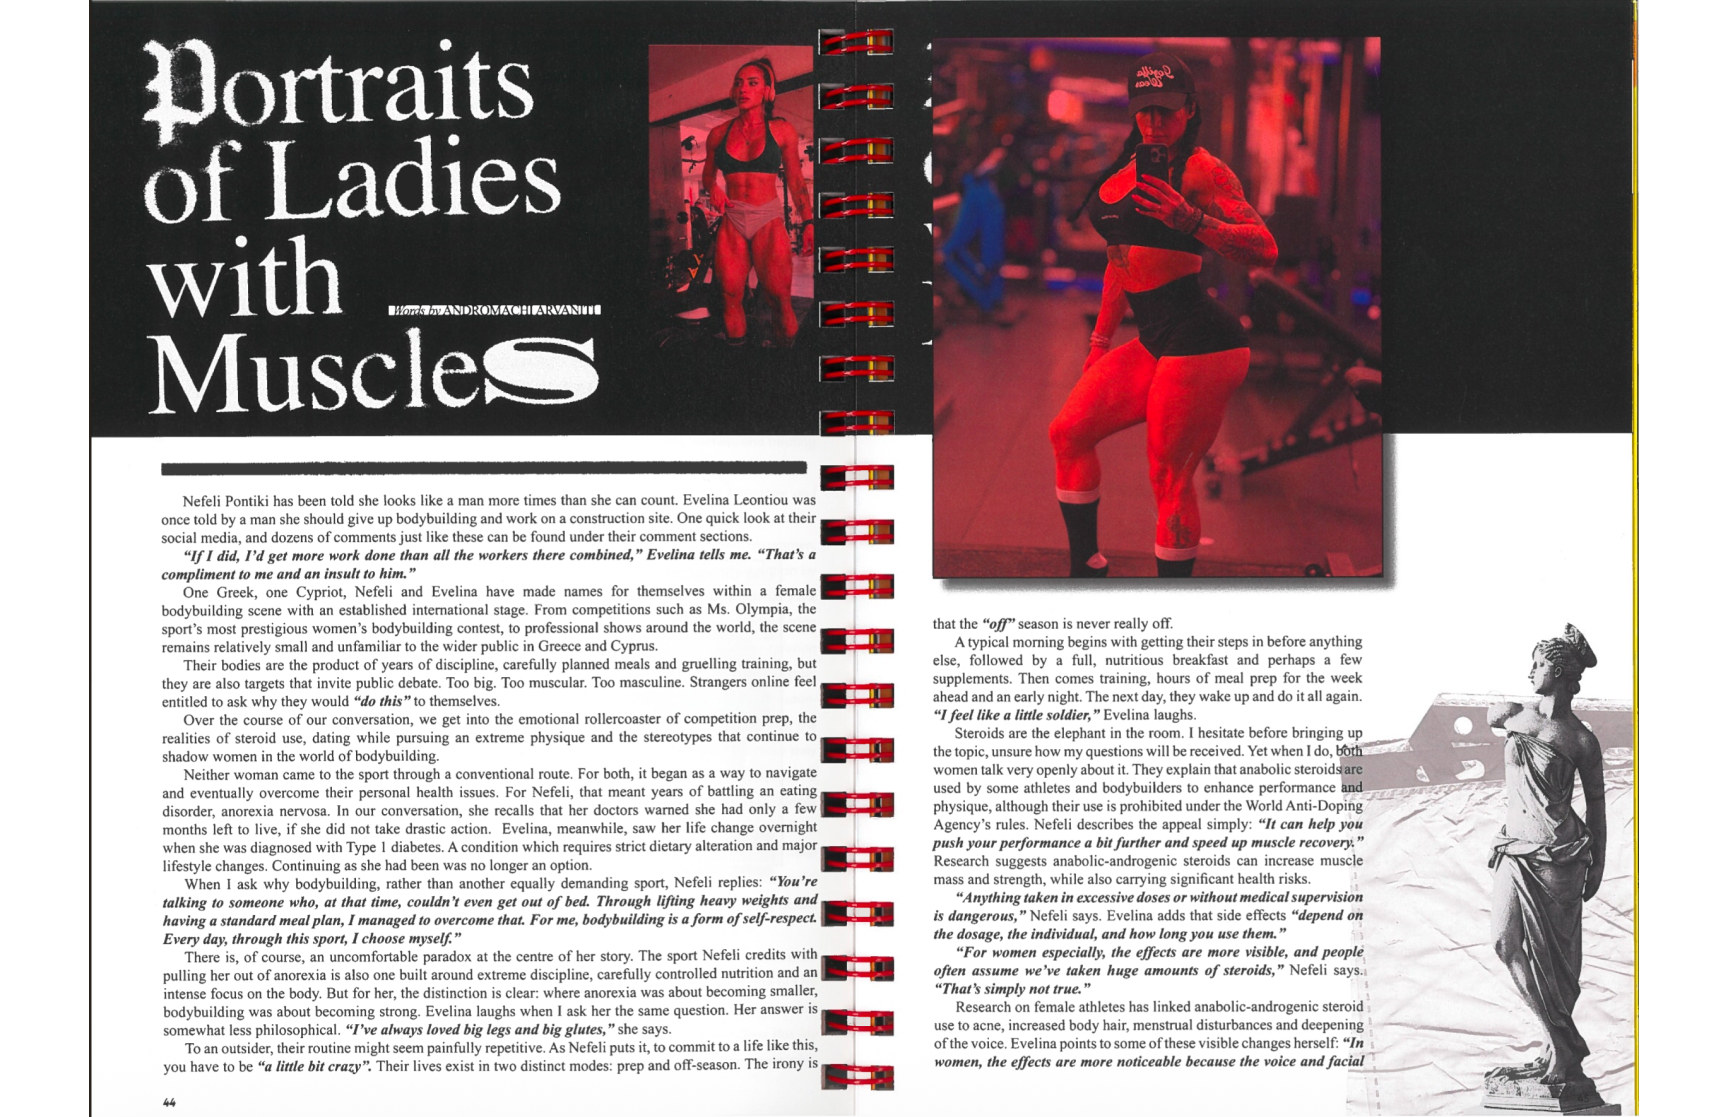 Portraits
of Ladies
with
Muscles
Words by ANDROMACHI ARVANITI
Nefeli Pontiki has been told she looks like a man more times than she can count. Evelina Leontiou was
once told by a man she should give up bodybuilding and work on a construction site. One quick look at their
social media, and dozens of comments just like these can be found under their comment sections.
“If I did, I’d get more work done than all the workers there combined,” Evelina tells me. “That’s a
compliment to me and an insult to him.”
One Greek, one Cypriot, Nefeli and Evelina have made names for themselves within a female
bodybuilding scene with an established international stage. From competitions such as Ms. Olympia, the
sport’s most prestigious women’s bodybuilding contest, to professional shows around the world, the scene
remains relatively small and unfamiliar to the wider public in Greece and Cyprus.
Their bodies are the product of years of discipline, carefully planned meals and gruelling training, but
they are also targets that invite public debate. Too big. Too muscular. Too masculine. Strangers online feel
entitled to ask why they would “do this” to themselves.
Over the course of our conversation, we get into the emotional rollercoaster of competition prep, the
realities of steroid use, dating while pursuing an extreme physique and the stereotypes that continue to
shadow women in the world of bodybuilding.
Neither woman came to the sport through a conventional route. For both, it began as a way to navigate
and eventually overcome their personal health issues. For Nefeli, that meant years of battling an eating
disorder, anorexia nervosa. In our conversation, she recalls that her doctors warned she had only a few
months left to live, if she did not take drastic action. Evelina, meanwhile, saw her life change overnight
when she was diagnosed with Type 1 diabetes. A condition which requires strict dietary alteration and major
lifestyle changes. Continuing as she had been was no longer an option.
When I ask why bodybuilding, rather than another equally demanding sport, Nefeli replies: “You’re
talking to someone who, at that time, couldn’t even get out of bed. Through lifting heavy weights and
having a standard meal plan, I managed to overcome that. For me, bodybuilding is a form of self-respect.
Every day, through this sport, I choose myself.”
There is, of course, an uncomfortable paradox at the centre of her story. The sport Nefeli credits with
pulling her out of anorexia is also one built around extreme discipline, carefully controlled nutrition and an
intense focus on the body. But for her, the distinction is clear: where anorexia was about becoming smaller,
bodybuilding was about becoming strong. Evelina laughs when I ask her the same question. Her answer is
somewhat less philosophical. “I’ve always loved big legs and big glutes,” she says.
To an outsider, their routine might seem painfully repetitive. As Nefeli puts it, to commit to a life like this,
you have to be “a little bit crazy”. Their lives exist in two distinct modes: prep and off-season. The irony is
44
Gorilla
Wear
that the “off” season is never really off.
A typical morning begins with getting their steps in before anything
else, followed by a full, nutritious breakfast and perhaps a few
supplements. Then comes training, hours of meal prep for the week
ahead and an early night. The next day, they wake up and do it all again.
“I feel like a little soldier,” Evelina laughs.
Steroids are the elephant in the room. I hesitate before bringing up
the topic, unsure how my questions will be received. Yet when I do, both
women talk very openly about it. They explain that anabolic steroids are
used by some athletes and bodybuilders to enhance performance and
physique, although their use is prohibited under the World Anti-Doping
Agency’s rules. Nefeli describes the appeal simply: “It can help you
push your performance a bit further and speed up muscle recovery.”
Research suggests anabolic-androgenic steroids can increase muscle
mass and strength, while also carrying significant health risks.
“Anything taken in excessive doses or without medical supervision
is dangerous,” Nefeli says. Evelina adds that side effects “depend on
the dosage, the individual, and how long you use them.”
“For women especially, the effects are more visible, and people
often assume we’ve taken huge amounts of steroids,” Nefeli says.
“That’s simply not true.”
Research on female athletes has linked anabolic-androgenic steroid
use to acne, increased body hair, menstrual disturbances and deepening
of the voice. Evelina points to some of these visible changes herself: “In
women, the effects are more noticeable because the voice and facial